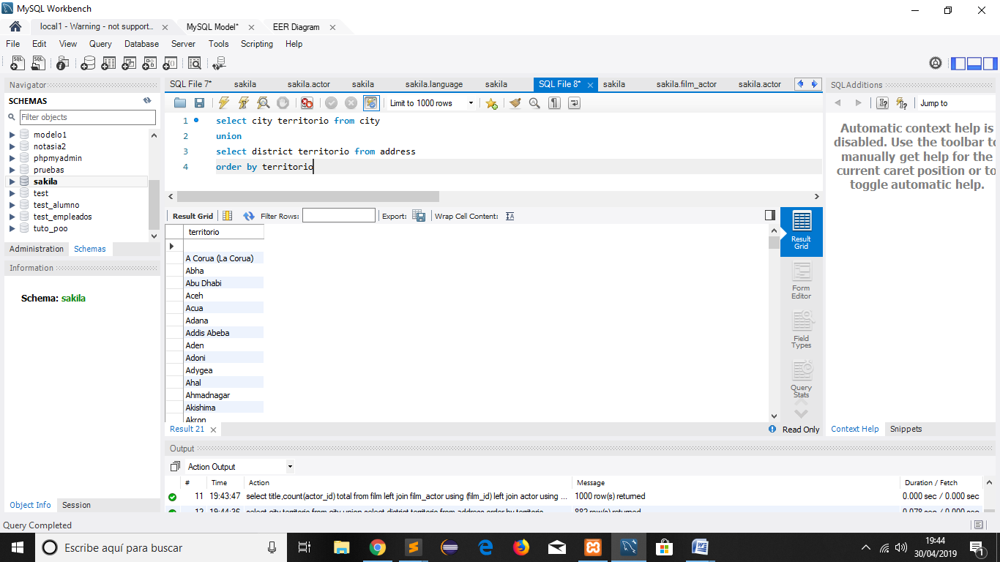 MySQL Workbench
local1 - Warning - not support... MySQL Model* EER Diagram
File Edit View Query Database Server Tools Scripting Help
Navigator
SCHEMAS
Filter objects
modelo1
notasia2
phpmyadmin
pruebas
sakila
test
test_alumno
test_empleados
tuto_poo
Administration Schemas
Information
Schema: sakila
Object Info Session
SQL File 7* sakila sakila.actor sakila sakila.language sakila SQL File 8* sakila sakila.film_actor sakila.actor
Limit to 1000 rows
1 select city territorio from city
2 union
3 select district territorio from address
4 order by territorio
Result Grid Filter Rows: Export: Wrap Cell Content:
territorio
A Corua (La Corua)
Abha
Abu Dhabi
Aceh
Acua
Adana
Addis Abeba
Aden
Adoni
Adygea
Ahal
Ahmadnagar
Akishima
Akron
Result Grid
Form Editor
Field Types
Query Stats
Result 21 Read Only
SQLAdditions
Jump to
Automatic context help is
disabled. Use the toolbar to
manually get help for the
current caret position or to
toggle automatic help.
Context Help Snippets
Output
Action Output
# Time Action Message Duration / Fetch
11 19:43:47 select title,count(actor_id) total from film left join film_actor using (film_id) left join actor using ... 1000 row(s) returned 0.000 sec / 0.000 sec
12 19:44:36 select city territorio from city union select district territorio from address order by territorio 882 row(s) returned 0.078 sec / 0.000 sec
Query Completed
Escribe aquí para buscar
19:44
30/04/2019
1